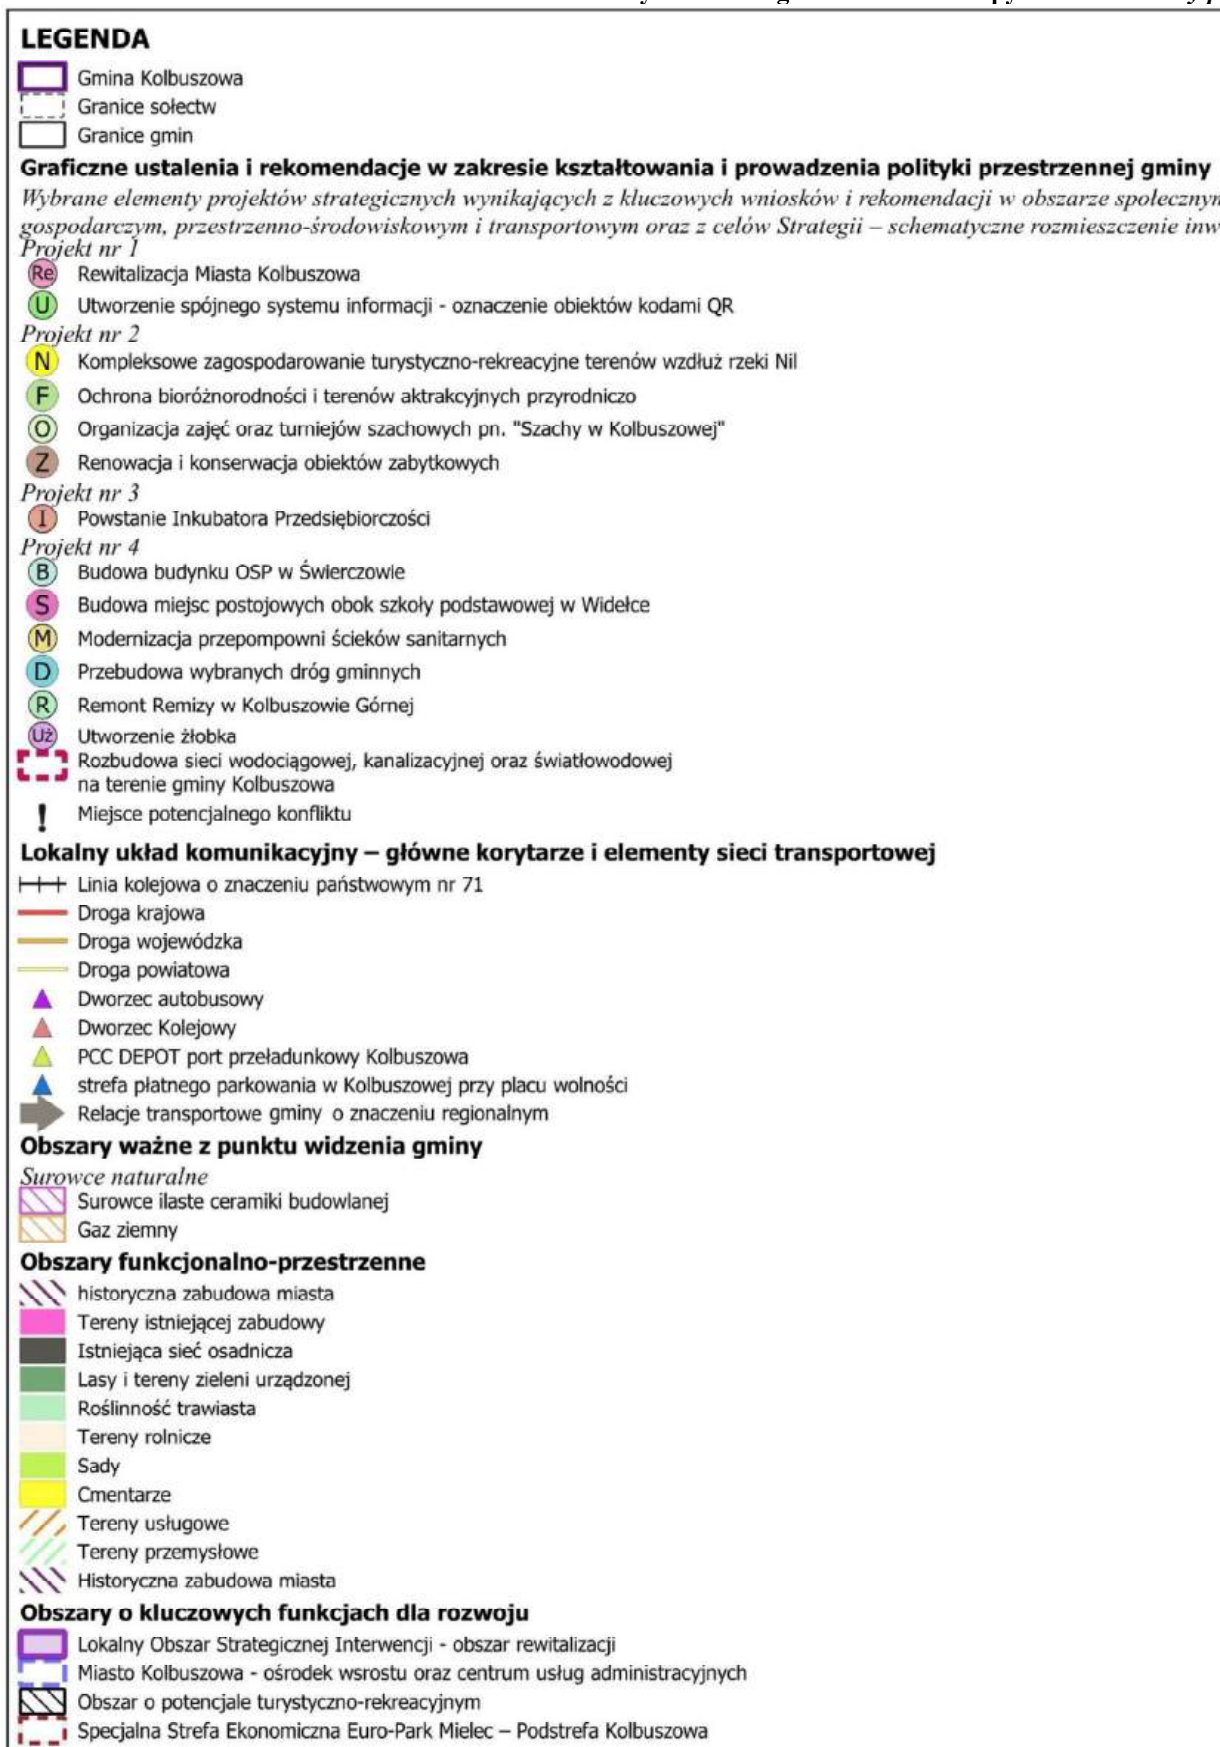 LEGENDA
Gmina Kolbuszowa
Granice sołectw
Granice gmin
Graficzne ustalenia i rekomendacje w zakresie kształtowania i prowadzenia polityki przestrzennej gminy
Wybrane elementy projektów strategicznych wynikających z kluczowych wniosków i rekomendacji w obszarze społecznym
gospodarczym, przestrzenno-środowiskowym i transportowym oraz z celów Strategii – schematyczne rozmieszczenie inw
Projekt nr 1
Re Rewitalizacja Miasta Kolbuszowa
U Utworzenie spójnego systemu informacji - oznaczenie obiektów kodami QR
Projekt nr 2
N Kompleksowe zagospodarowanie turystyczno-rekreacyjne terenów wzdłuż rzeki Nil
F Ochrona bioróżnorodności i terenów aktrakcyjnych przyrodniczo
O Organizacja zajęć oraz turniejów szachowych pn. "Szachy w Kolbuszowej"
Z Renowacja i konserwacja obiektów zabytkowych
Projekt nr 3
I Powstanie Inkubatora Przedsiębiorczości
Projekt nr 4
B Budowa budynku OSP w Świerczowie
S Budowa miejsc postojowych obok szkoły podstawowej w Widełce
M Modernizacja przepompowni ścieków sanitarnych
D Przebudowa wybranych dróg gminnych
R Remont Remizy w Kolbuszowie Górnej
Uż Utworzenie żłobka
Rozbudowa sieci wodociągowej, kanalizacyjnej oraz światłowodowej
na terenie gminy Kolbuszowa
! Miejsce potencjalnego konfliktu
Lokalny układ komunikacyjny – główne korytarze i elementy sieci transportowej
Linia kolejowa o znaczeniu państwowym nr 71
Droga krajowa
Droga wojewódzka
Droga powiatowa
Dworzec autobusowy
Dworzec Kolejowy
PCC DEPOT port przeładunkowy Kolbuszowa
strefa płatnego parkowania w Kolbuszowej przy placu wolności
Relacje transportowe gminy o znaczeniu regionalnym
Obszary ważne z punktu widzenia gminy
Surowce naturalne
Surowce ilaste ceramiki budowlanej
Gaz ziemny
Obszary funkcjonalno-przestrzenne
historyczna zabudowa miasta
Tereny istniejącej zabudowy
Istniejąca sieć osadnicza
Lasy i tereny zieleni urządzonej
Roślinność trawiasta
Tereny rolnicze
Sady
Cmentarze
Tereny usługowe
Tereny przemysłowe
Historyczna zabudowa miasta
Obszary o kluczowych funkcjach dla rozwoju
Lokalny Obszar Strategicznej Interwencji - obszar rewitalizacji
Miasto Kolbuszowa - ośrodek wsrostu oraz centrum usług administracyjnych
Obszar o potencjale turystyczno-rekreacyjnym
Specjalna Strefa Ekonomiczna Euro-Park Mielec – Podstrefa Kolbuszowa